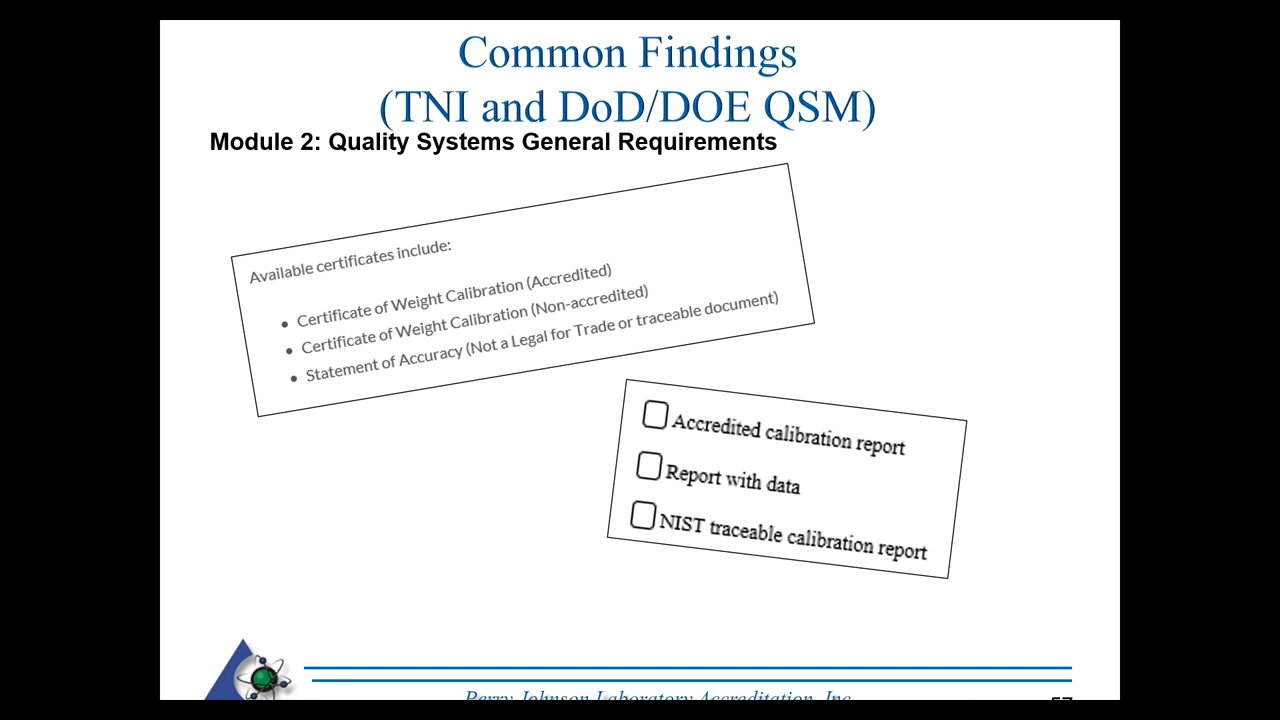 Common Findings
(TNI and DoD/DOE QSM)
Module 2: Quality Systems General Requirements
Available certificates include:
• Certificate of Weight Calibration (Accredited)
• Certificate of Weight Calibration (Non-accredited)
• Statement of Accuracy (Not a Legal for Trade or traceable document)
Accredited calibration report
Report with data
NIST traceable calibration report
Perry Johnson Laboratory Accreditation, Inc.
57